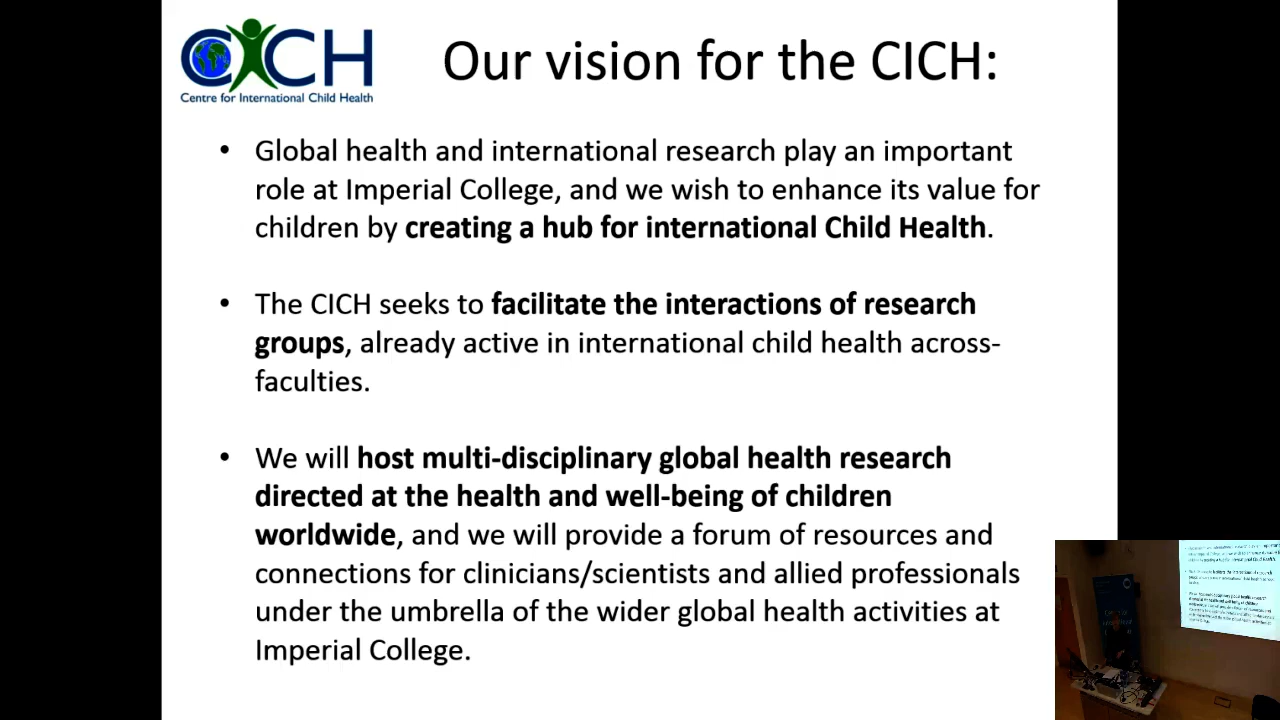 CICH
Centre for International Child Health
Our vision for the CICH:
• Global health and international research play an important
role at Imperial College, and we wish to enhance its value for
children by creating a hub for international Child Health.
• The CICH seeks to facilitate the interactions of research
groups, already active in international child health across-
faculties.
• We will host multi-disciplinary global health research
directed at the health and well-being of children
worldwide, and we will provide a forum of resources and
connections for clinicians/scientists and allied professionals
under the umbrella of the wider global health activities at
Imperial College.